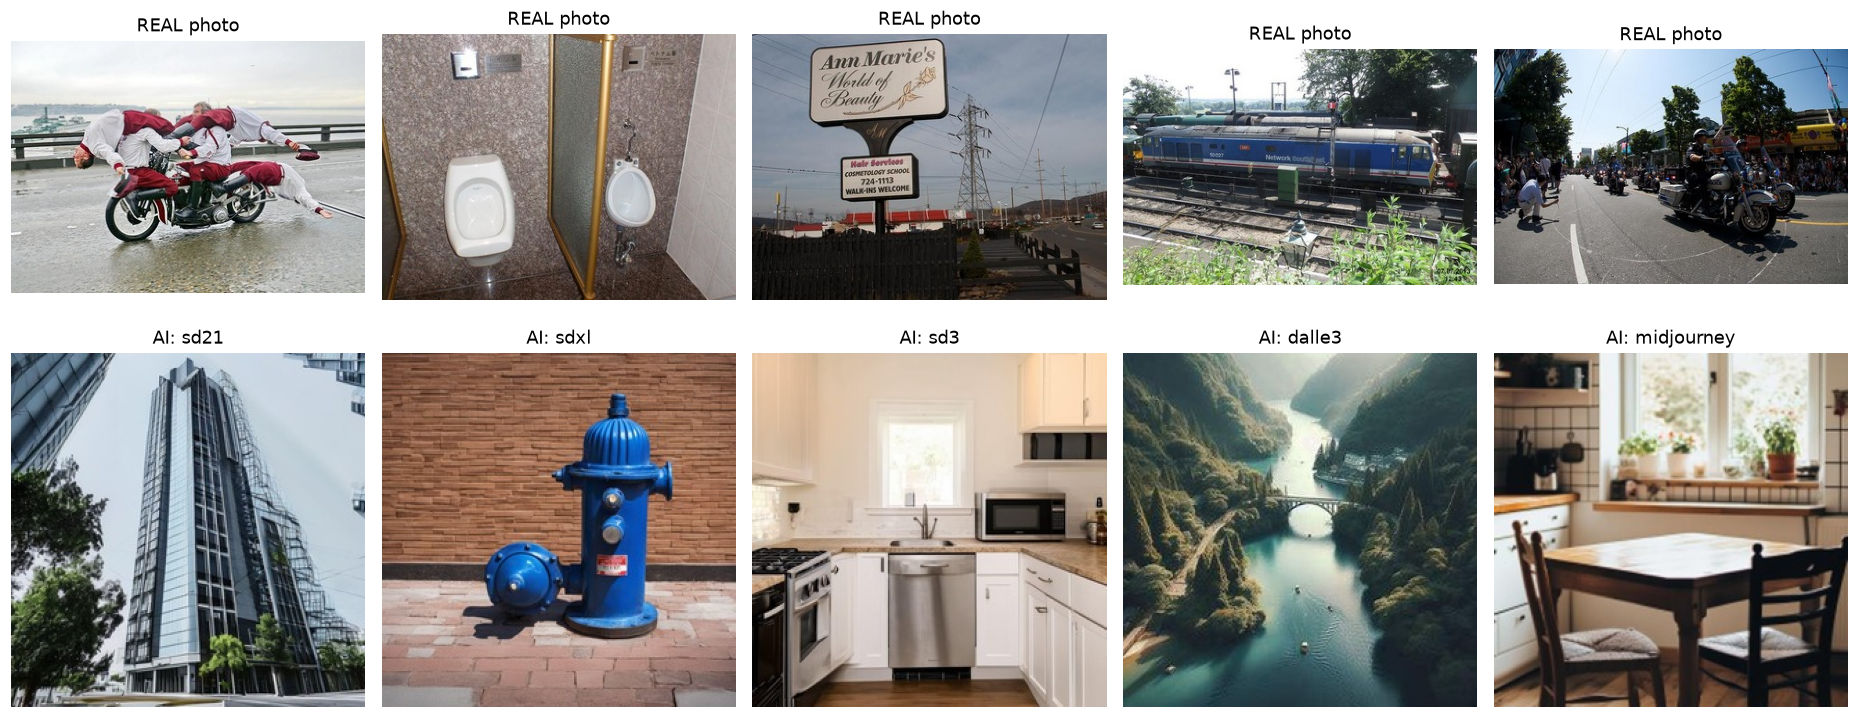 REAL photo
REAL photo
REAL photo
REAL photo
REAL photo
Ann Marie's
World of
Beauty
Hair Services
COSMETOLOGY SCHOOL
724-1113
WALK-INS WELCOME
Network
AI: sd21
AI: sdxl
AI: sd3
AI: dalle3
AI: midjourney